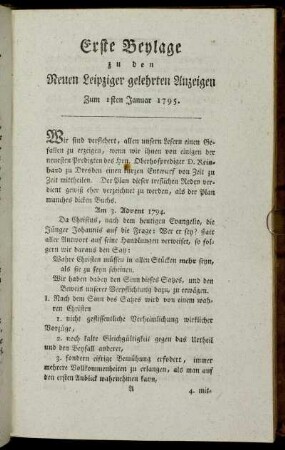 Erste Beylage
zu den
Neuen Leipziger gelehrten Anzeigen
Zum 1sten Januar 1795.
Wir sind versichert, allen unsern Lesern einen Ge-
fallen zu erzeigen, wenn wir ihnen von einigen der
neuesten Predigten des Hrn. Oberhofprediger D. Rein-
hard zu Dresden einen kurzen Entwurf von Zeit zu
Zeit mittheilen. Der Plan dieser trefflichen Reden ver-
dient gewiß eher verzeichnet zu werden, als der Plan
manches dicken Buchs.
Am 3. Advent 1794.
Da Christus, nach dem heutigen Evangelio, die
Jünger Johannis auf die Frage: Wer er sey? statt
aller Antwort auf seine Handlungen verweiset, so folgern
wir daraus den Satz:
Wahre Christen müssen in allen Stücken mehr seyn,
als sie zu seyn scheinen.
Wir haben dabey den Sinn dieses Satzes, und den
Beweis unserer Verpflichtung dazu, zu erwägen.
I. Nach dem Sinn des Satzes wird von einem wah-
ren Christen
1. nicht geflissentliche Verheimlichung wirklicher
Vorzüge,
2. noch kalte Gleichgültigkeit gegen das Urtheil
und den Beyfall anderer,
3. sondern eifrige Bemühung erfodert, immer
mehrere Vollkommenheiten zu erlangen, als man auf
den ersten Anblick wahrnehmen kann,
A 4. mit-